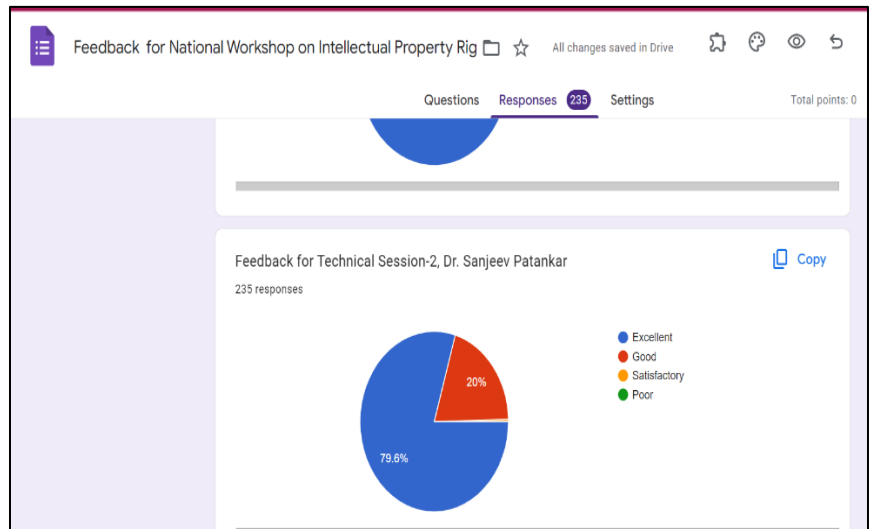 Feedback for National Workshop on Intellectual Property Rig
All changes saved in Drive
Questions Responses 235 Settings
Total points: 0
Feedback for Technical Session-2, Dr. Sanjeev Patankar
Copy
235 responses
Excellent
Good
Satisfactory
Poor
20%
79.6%